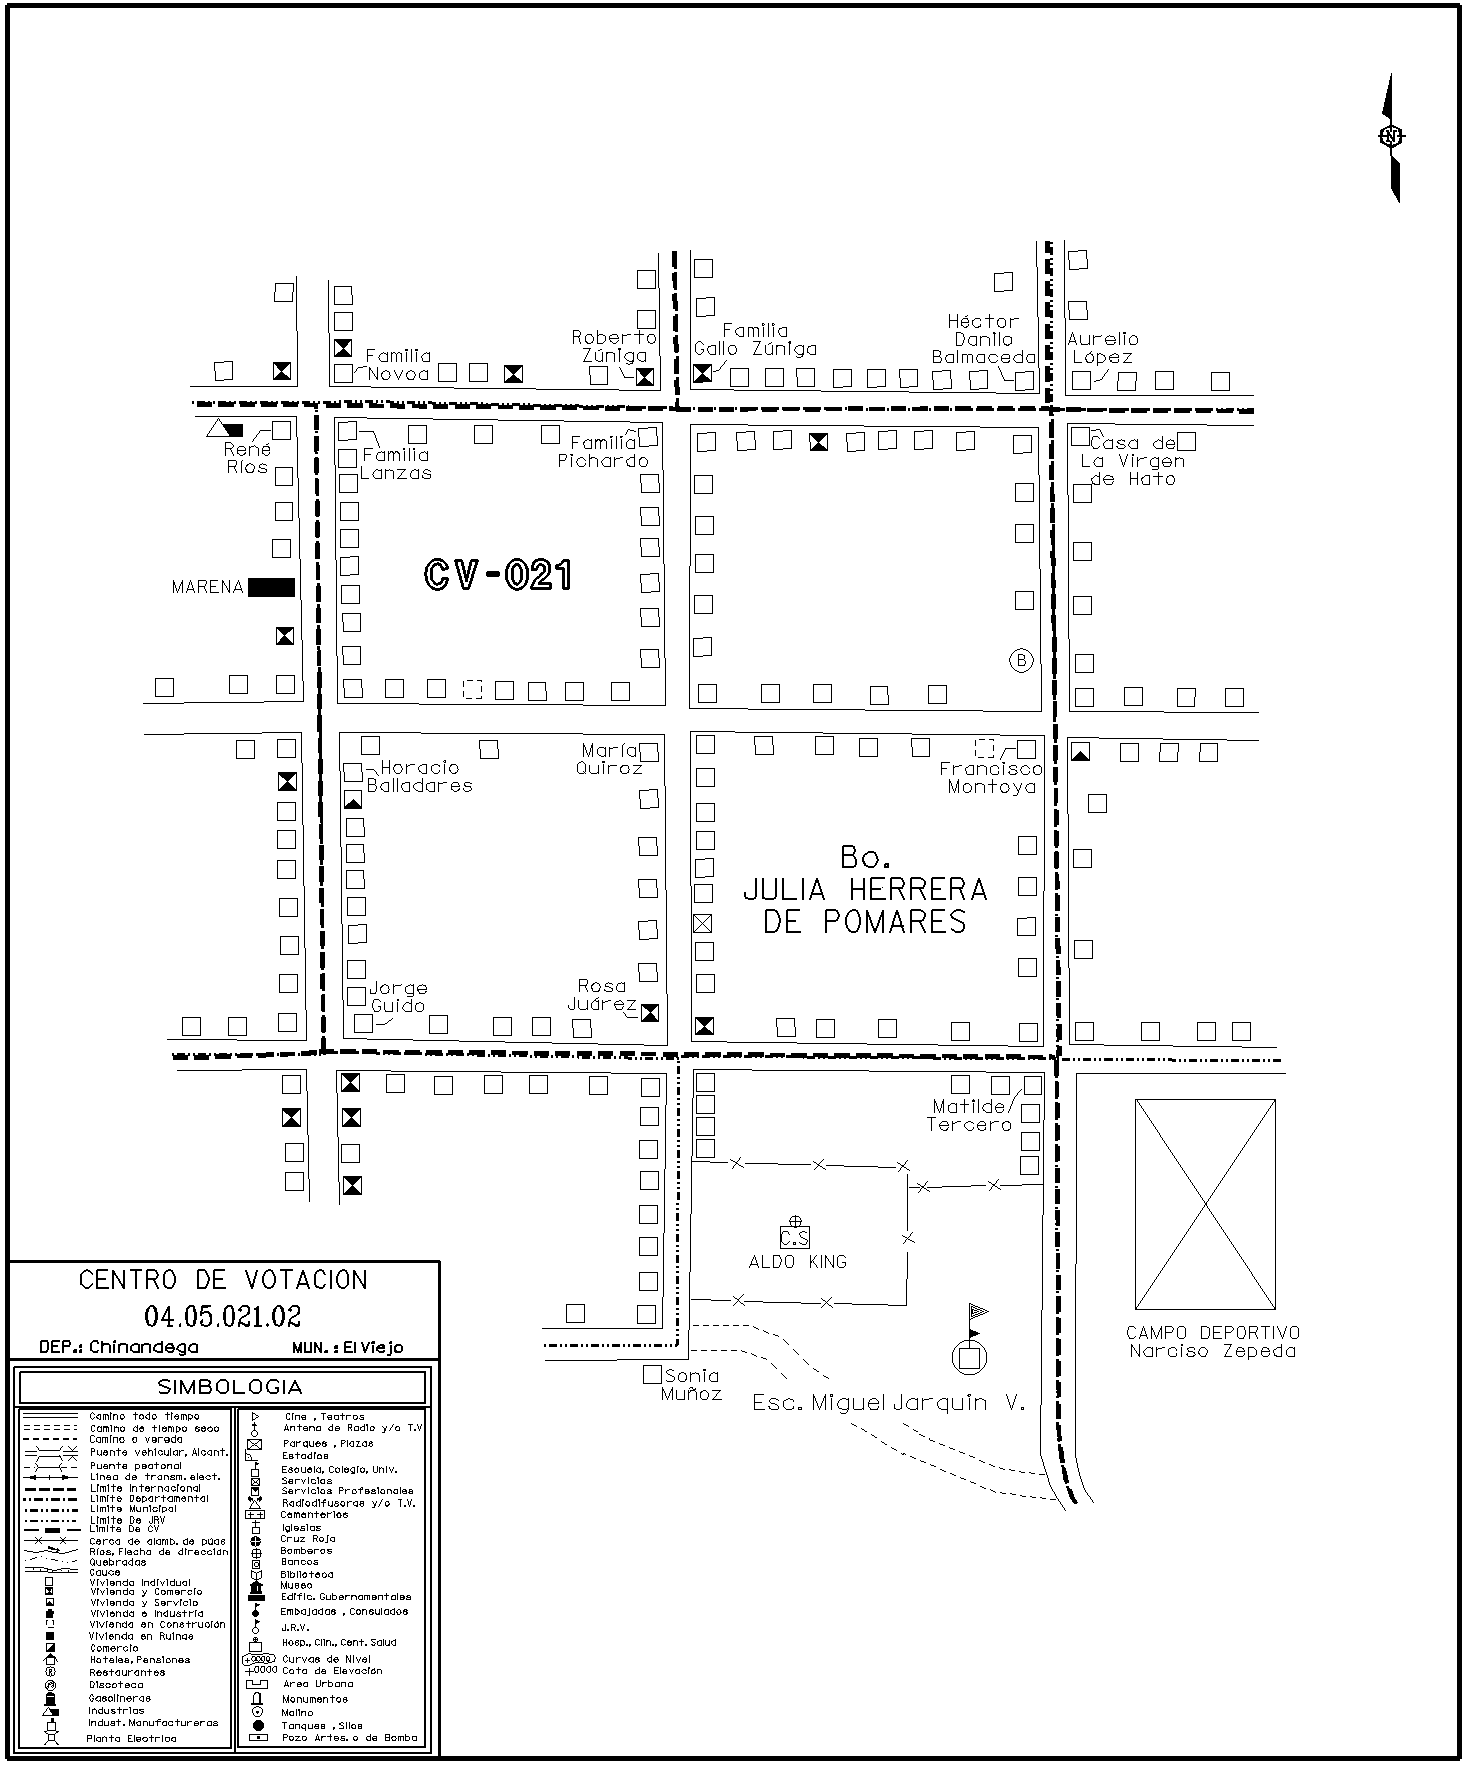 N
Héctor
Danilo
Balmaceda
Aurelio
López
Familia
Gallo Zúniga
Roberto
Zúniga
Familia
Novoa
René
Ríos
Familia
Lanzas
Familia
Pichardo
Casa de
La Virgen
de Hato
CV-021
MARENA
B
María
Quiroz
Horacio
Balladares
Francisco
Montoya
Bo.
JULIA HERRERA
DE POMARES
Jorge
Guido
Rosa
Juárez
Matilde
Tercero
C.S
ALDO KING
CAMPO DEPORTIVO
Narciso Zepeda
Sonia
Muñoz
Esc. Miguel Jarquin V.
CENTRO DE VOTACION
04.05.021.02
DEP.: Chinandega MUN. : El Viejo
SIMBOLOGIA
Camino todo tiempo
Camino de tiempo seco
Camino o vereda
Puente vehicular, Alcant.
Puente peatonal
Linea de transm. elect.
Limite Internacional
Limite Departamental
Limite Municipal
Limite De JRV
Limite De CV
Cerca de alamb. de púas
Ríos, Flecha de dirección
Quebradas
Cauce
Vivienda Individual
Vivienda y Comercio
Vivienda y Servicio
Vivienda e Industria
Vivienda en Construción
Vivienda en Ruinas
Comercio
Hoteles, Pensiones
Restaurantes
Discoteca
Gasolineras
Industrias
Indust. Manufactureras
Planta Electrica
Cine , Teatros
Antena de Radio y/o T.V
Parques , Plazas
Estadios
Escuela, Colegio, Univ.
Servicios
Servicios Profesionales
Radiodifusoras y/o T.V.
Cementerios
Iglesias
Cruz Roja
Bomberos
Bancos
Biblioteca
Museo
Edific. Gubernamentales
Embajadas , Consulados
J.R.V.
Hosp., Clin., Cent. Salud
Curvas de Nivel
Cota de Elevación
Area Urbana
Monumentos
Molino
Tanques , Silos
Pozo Artes. o de Bomba